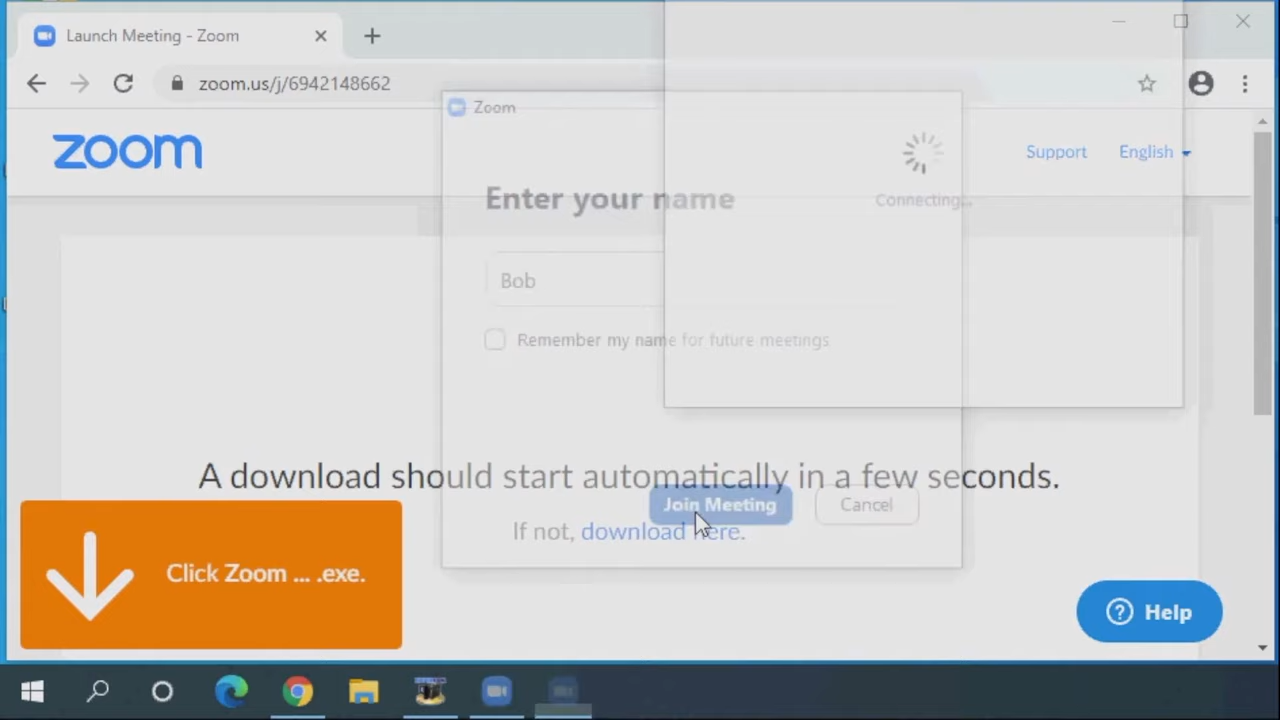 Launch Meeting - Zoom
zoom.us/j/6942148662
Zoom
zoom
Support
English
Enter your name
Connecting...
Bob
Remember my name for future meetings
A download should start automatically in a few seconds.
Join Meeting
Cancel
If not, download here.
Click Zoom ... .exe.
Help